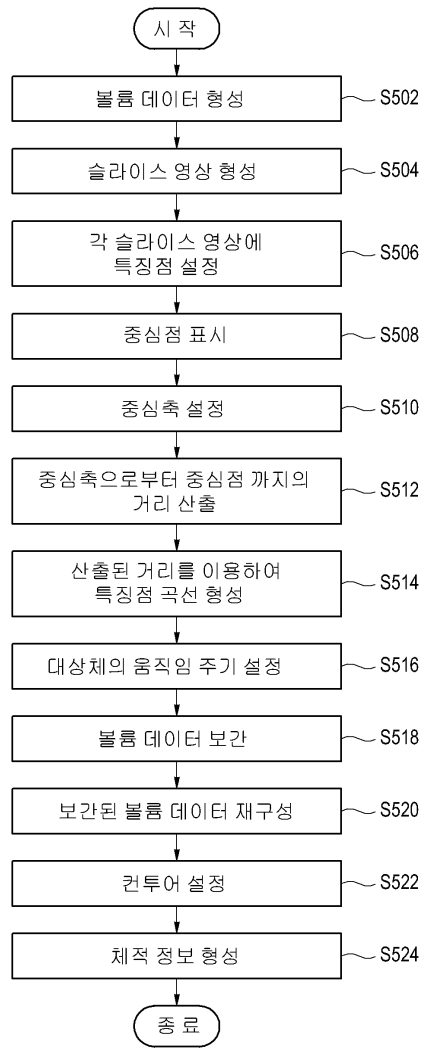 시 작
볼륨 데이터 형성
S502
슬라이스 영상 형성
S504
각 슬라이스 영상에
특징점 설정
S506
중심점 표시
S508
중심축 설정
S510
중심축으로부터 중심점 까지의
거리 산출
S512
산출된 거리를 이용하여
특징점 곡선 형성
S514
대상체의 움직임 주기 설정
S516
볼륨 데이터 보간
S518
보간된 볼륨 데이터 재구성
S520
컨투어 설정
S522
체적 정보 형성
S524
종 료